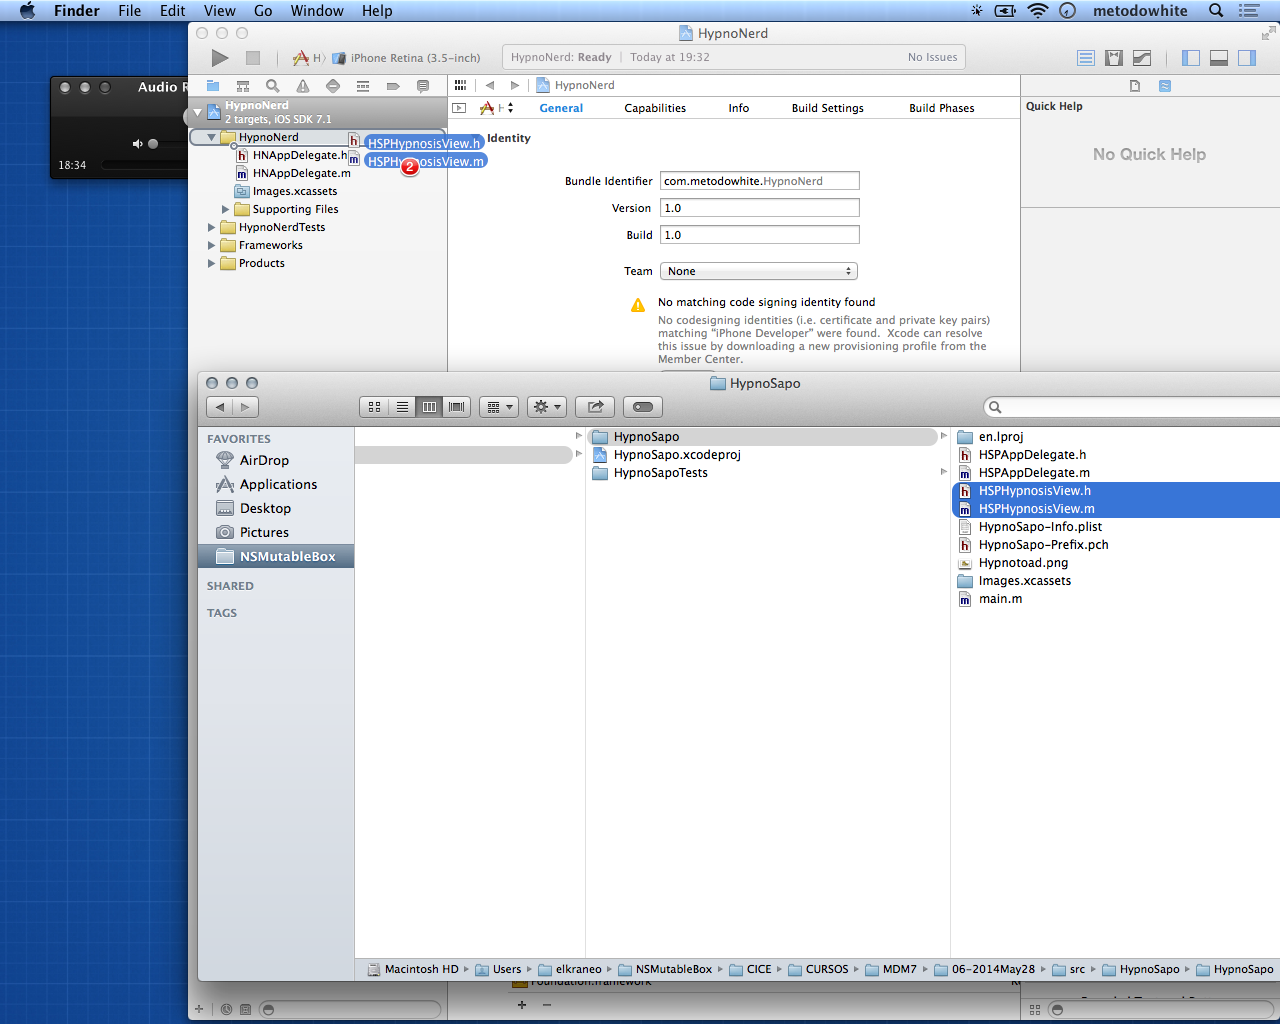 Finder File Edit View Go Window Help metodowhite
HypnoNerd
iPhone Retina (3.5-inch) HypnoNerd: Ready Today at 19:32 No Issues
HypnoNerd
Audio
18:34
HypnoNerd
2 targets, iOS SDK 7.1
HypnoNerd
HNAppDelegate.h
HNAppDelegate.m
Images.xcassets
Supporting Files
HypnoNerdTests
Frameworks
Products
HSPHypnosisView.h
HSPHypnosisView.m
2
General Capabilities Info Build Settings Build Phases
Identity
Bundle Identifier com.metodowhite.HypnoNerd
Version 1.0
Build 1.0
Team None
No matching code signing identity found
No codesigning identities (i.e. certificate and private key pairs)
matching “iPhone Developer” were found. Xcode can resolve
this issue by downloading a new provisioning profile from the
Member Center.
Quick Help
No Quick Help
HypnoSapo
FAVORITES
AirDrop
Applications
Desktop
Pictures
NSMutableBox
SHARED
TAGS
HypnoSapo
HypnoSapo.xcodeproj
HypnoSapoTests
en.lproj
HSPAppDelegate.h
HSPAppDelegate.m
HSPHypnosisView.h
HSPHypnosisView.m
HypnoSapo-Info.plist
HypnoSapo-Prefix.pch
Hypnotoad.png
Images.xcassets
main.m
Macintosh HD Users elkraneo NSMutableBox CICE CURSOS MDM7 06-2014May28 src HypnoSapo HypnoSapo
Foundation.framework